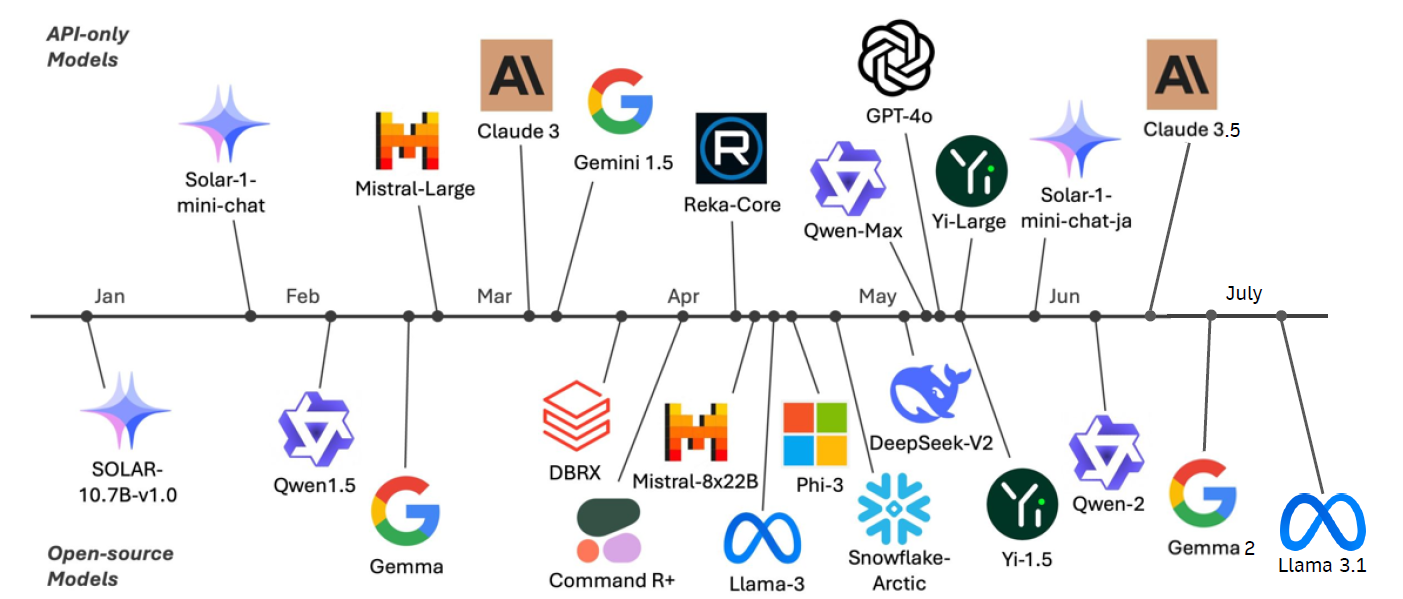 API-only
Models
Solar-1-
mini-chat
Mistral-Large
Claude 3
Gemini 1.5
Reka-Core
GPT-4o
Qwen-Max
Yi-Large
Solar-1-
mini-chat-ja
Claude 3.5
Jan
Feb
Mar
Apr
May
Jun
July
SOLAR-
10.7B-v1.0
Qwen1.5
Gemma
DBRX
Command R+
Mistral-8x22B
Llama-3
Phi-3
Snowflake-
Arctic
DeepSeek-V2
Yi-1.5
Qwen-2
Gemma 2
Llama 3.1
Open-source
Models